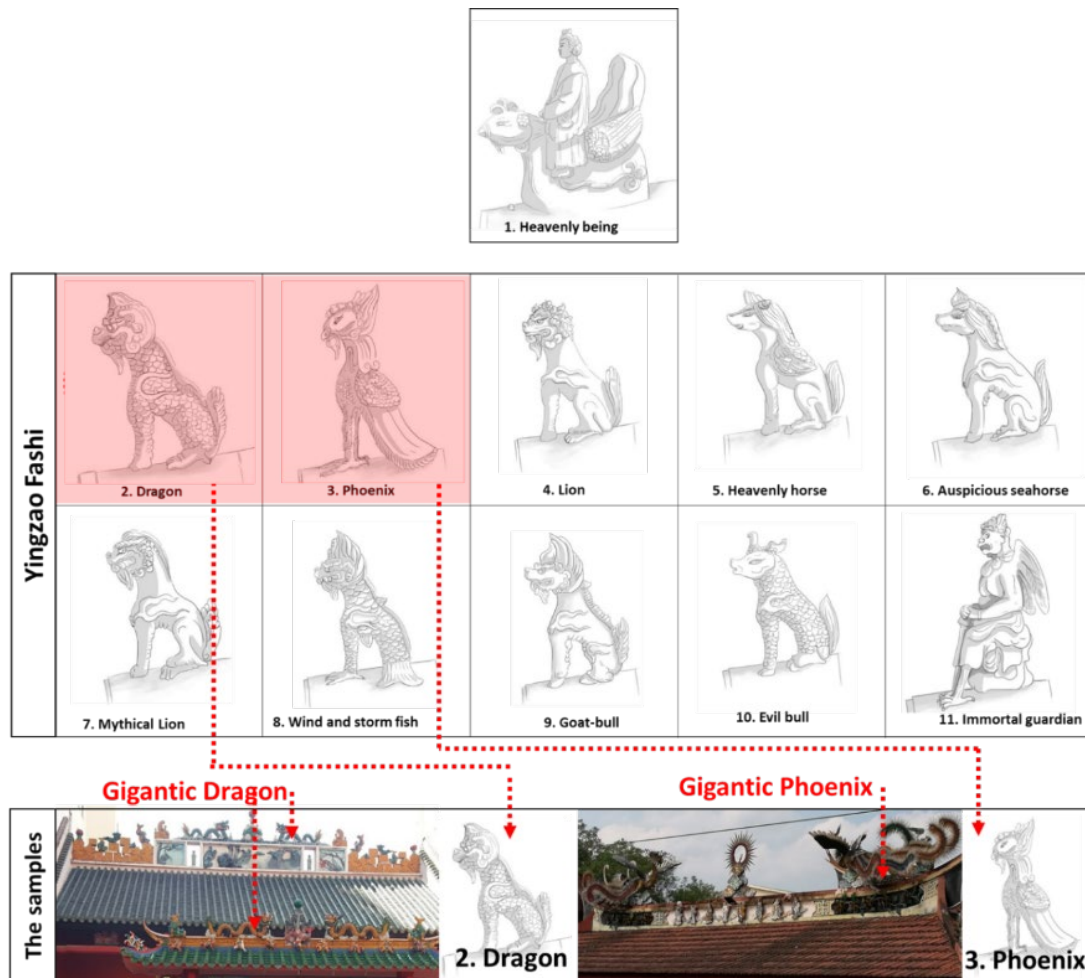 1. Heavenly being
Yingzao Fashi
2. Dragon
3. Phoenix
4. Lion
5. Heavenly horse
6. Auspicious seahorse
7. Mythical Lion
8. Wind and storm fish
9. Goat-bull
10. Evil bull
11. Immortal guardian
Gigantic Dragon
Gigantic Phoenix
The samples
2. Dragon
3. Phoenix